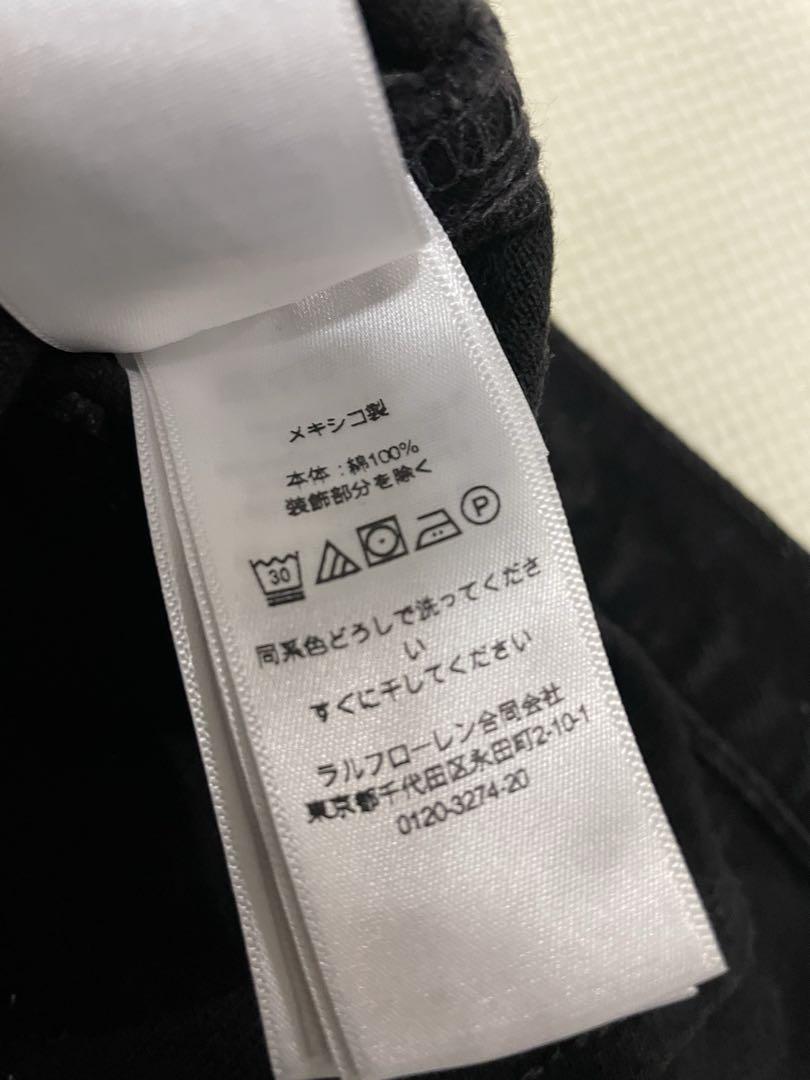 メキシコ製
本体：綿100%
装飾部分を除く
30
P
同系色どうしで洗ってくださ
い
すぐに干してください
ラルフローレン合同会社
東京都千代田区永田町2-10-1
0120-3274-20